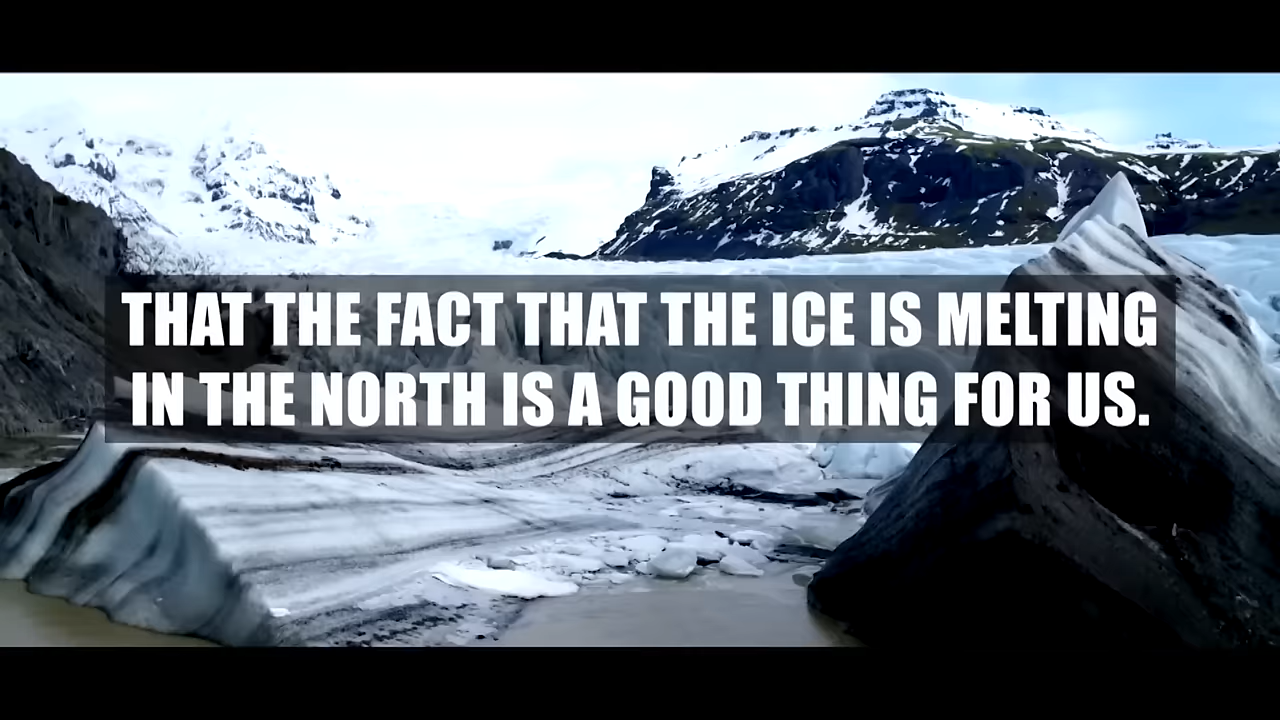 THAT THE FACT THAT THE ICE IS MELTING
IN THE NORTH IS A GOOD THING FOR US.